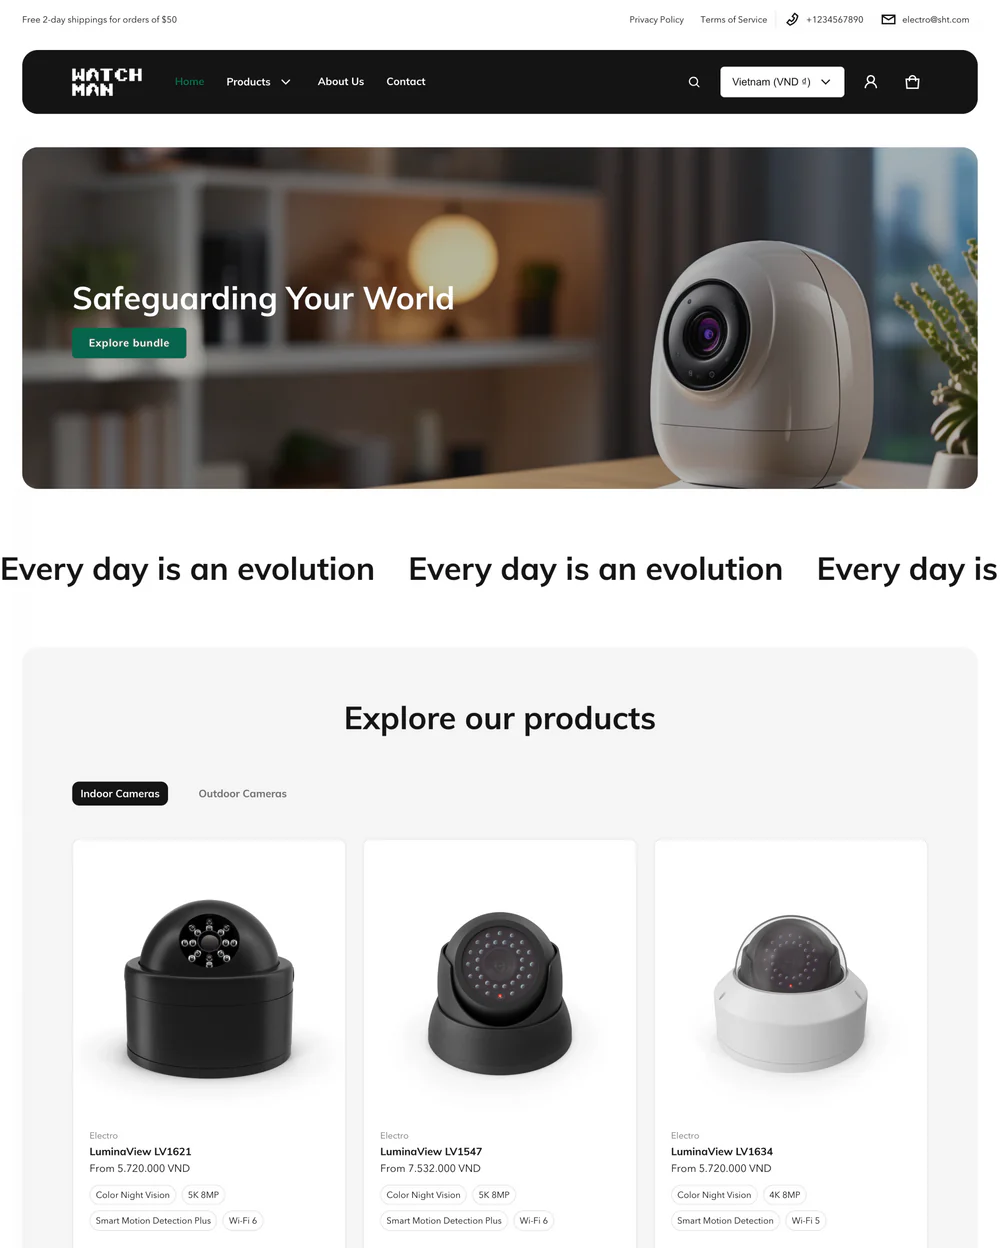 Free 2-day shippings for orders of $50
Privacy Policy Terms of Service +1234567890 electro@sht.com
WATCH
MAN
Home Products About Us Contact
Vietnam (VND ₫)
Safeguarding Your World
Explore bundle
Every day is an evolution Every day is an evolution Every day is
Explore our products
Indoor Cameras Outdoor Cameras
Electro
LuminaView LV1621
From 5.720.000 VND
Color Night Vision 5K 8MP
Smart Motion Detection Plus Wi-Fi 6
Electro
LuminaView LV1547
From 7.532.000 VND
Color Night Vision 5K 8MP
Smart Motion Detection Plus Wi-Fi 6
Electro
LuminaView LV1634
From 5.720.000 VND
Color Night Vision 4K 8MP
Smart Motion Detection Wi-Fi 5